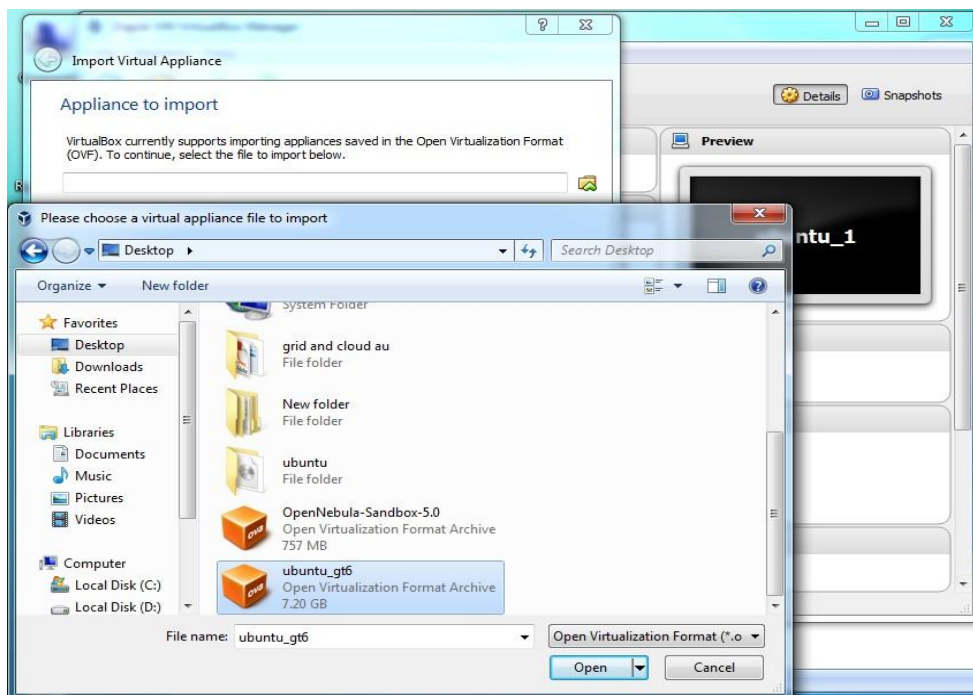 Import Virtual Appliance
Appliance to import
VirtualBox currently supports importing appliances saved in the Open Virtualization Format
(OVF). To continue, select the file to import below.
Details
Snapshots
Preview
ntu_1
Please choose a virtual appliance file to import
Desktop
Search Desktop
Organize
New folder
Favorites
Desktop
Downloads
Recent Places
Libraries
Documents
Music
Pictures
Videos
Computer
Local Disk (C:)
Local Disk (D:)
System Folder
grid and cloud au
File folder
New folder
File folder
ubuntu
File folder
OpenNebula-Sandbox-5.0
Open Virtualization Format Archive
757 MB
ubuntu_gt6
Open Virtualization Format Archive
7.20 GB
File name: ubuntu_gt6
Open Virtualization Format (*.o
Open
Cancel